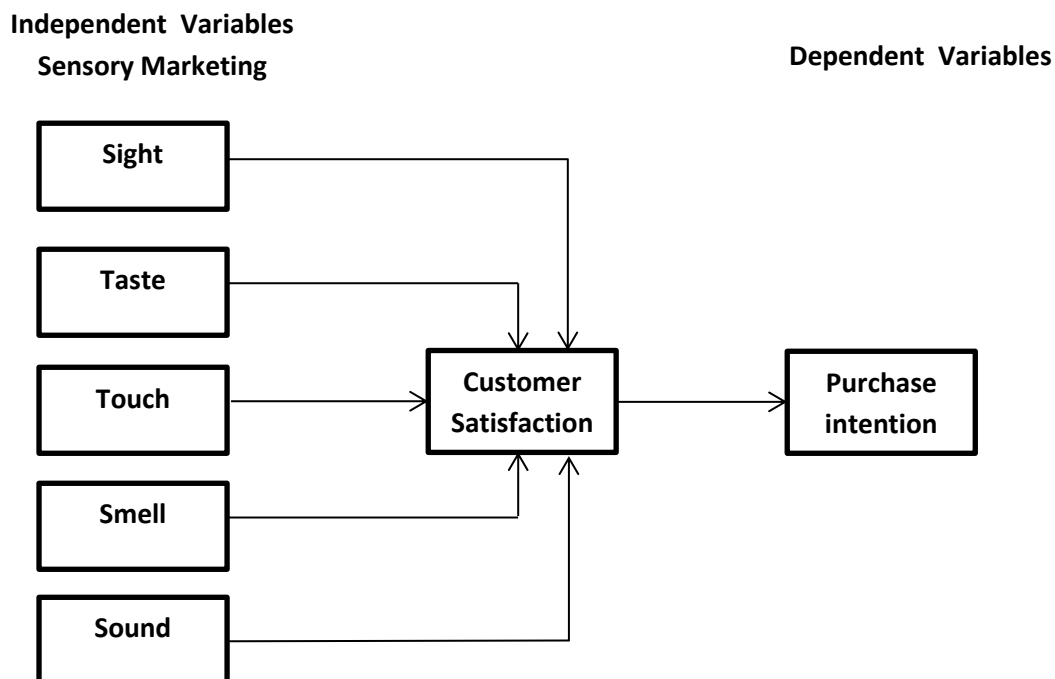 Independent Variables
Sensory Marketing
Dependent Variables
Sight
Taste
Touch
Customer
Satisfaction
Purchase
intention
Smell
Sound